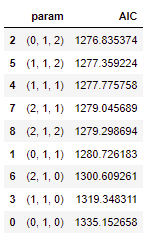 param AIC
2 (0, 1, 2) 1276.835374
5 (1, 1, 2) 1277.359224
4 (1, 1, 1) 1277.775758
7 (2, 1, 1) 1279.045689
8 (2, 1, 2) 1279.298694
1 (0, 1, 1) 1280.726183
6 (2, 1, 0) 1300.609261
3 (1, 1, 0) 1319.348311
0 (0, 1, 0) 1335.152658